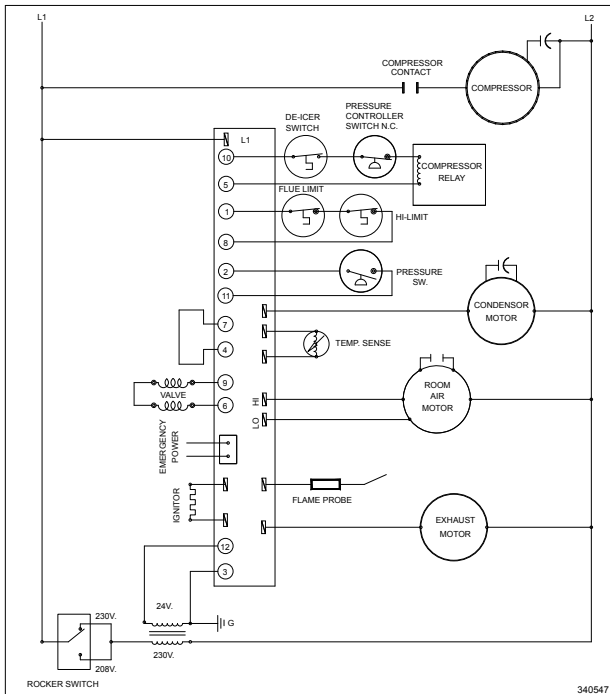 L1
L2
COMPRESSOR
CONTACT
COMPRESSOR
DE-ICER
SWITCH
PRESSURE
CONTROLLER
SWITCH N.C.
L1
10
COMPRESSOR
RELAY
5
FLUE LIMIT
1
HI-LIMIT
8
2
PRESSURE
SW.
11
CONDENSOR
MOTOR
7
TEMP. SENSE
4
9
VALVE
6
HI
LO
ROOM
AIR
MOTOR
EMERGENCY
POWER
IGNITOR
FLAME PROBE
EXHAUST
MOTOR
12
3
24V.
I G
230V.
230V.
208V.
ROCKER SWITCH
340547